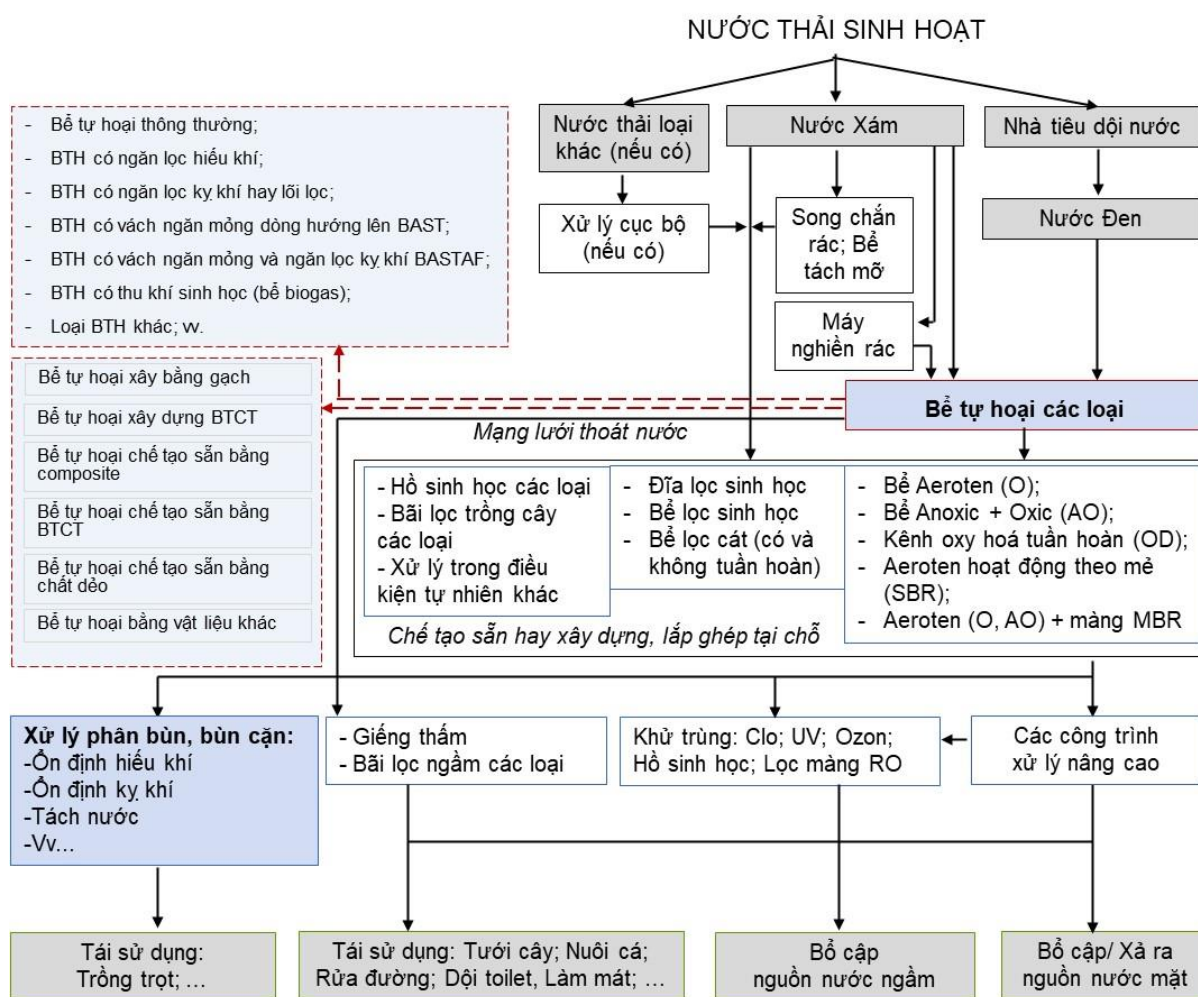 NƯỚC THẢI SINH HOẠT
Nước thải loại
khác (nếu có)
Nước Xám
Nhà tiêu dội nước
- Bể tự hoại thông thường;
- BTH có ngăn lọc hiếu khí;
- BTH có ngăn lọc kỵ khí hay lõi lọc;
- BTH có vách ngăn mỏng dòng hướng lên BAST;
- BTH có vách ngăn mỏng và ngăn lọc kỵ khí BASTAF;
- BTH có thu khí sinh học (bể biogas);
- Loại BTH khác; vv.
Xử lý cục bộ
(nếu có)
Song chắn
rác; Bể
tách mỡ
Nước Đen
Máy
nghiền rác
Bể tự hoại xây bằng gạch
Bể tự hoại xây dựng BTCT
Bể tự hoại chế tạo sẵn bằng
composite
Bể tự hoại chế tạo sẵn bằng
BTCT
Bể tự hoại chế tạo sẵn bằng
chất dẻo
Bể tự hoại bằng vật liệu khác
Bể tự hoại các loại
Mạng lưới thoát nước
- Hồ sinh học các loại
- Bãi lọc trồng cây
các loại
- Xử lý trong điều
kiện tự nhiên khác
- Đĩa lọc sinh học
- Bể lọc sinh học
- Bể lọc cát (có và
không tuần hoàn)
- Bể Aeroten (O);
- Bể Anoxic + Oxic (AO);
- Kênh oxy hoá tuần hoàn (OD);
- Aeroten hoạt động theo mẻ
(SBR);
- Aeroten (O, AO) + màng MBR
Chế tạo sẵn hay xây dựng, lắp ghép tại chỗ
Xử lý phân bùn, bùn cặn:
-Ổn định hiếu khí
-Ổn định kỵ khí
-Tách nước
-Vv...
- Giếng thấm
- Bãi lọc ngầm các loại
Khử trùng: Clo; UV; Ozon;
Hồ sinh học; Lọc màng RO
Các công trình
xử lý nâng cao
Tái sử dụng:
Trồng trọt; ...
Tái sử dụng: Tưới cây; Nuôi cá;
Rửa đường; Dội toilet, Làm mát; ...
Bổ cập
nguồn nước ngầm
Bổ cập/ Xả ra
nguồn nước mặt